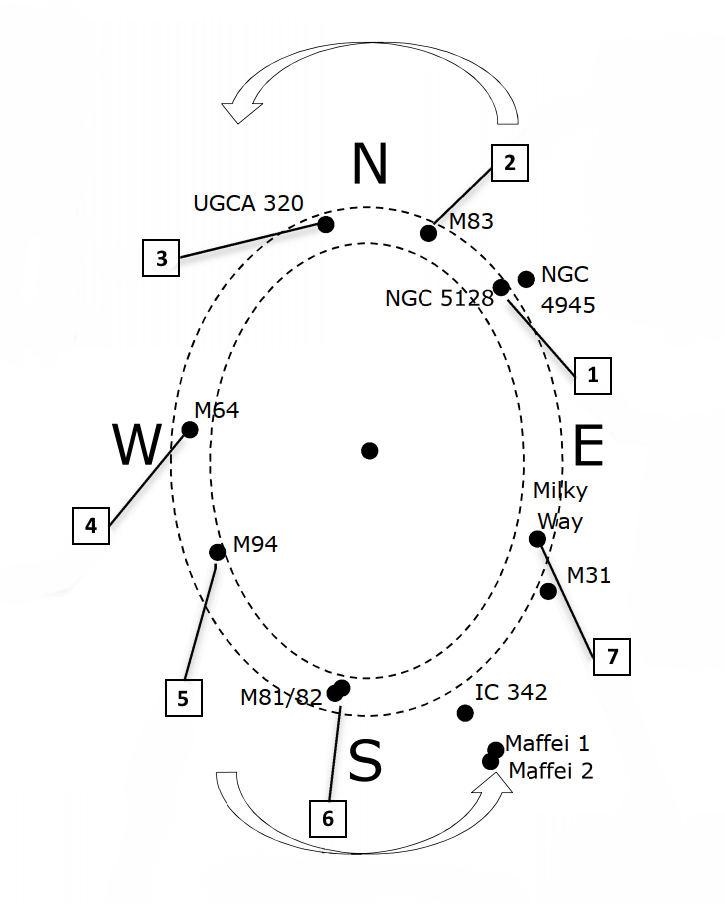 N
2
UGCA 320
M83
3
NGC
4945
NGC 5128
1
M64
W
E
Milky
Way
4
M94
M31
7
5
M81/82
IC 342
S
Maffei 1
Maffei 2
6